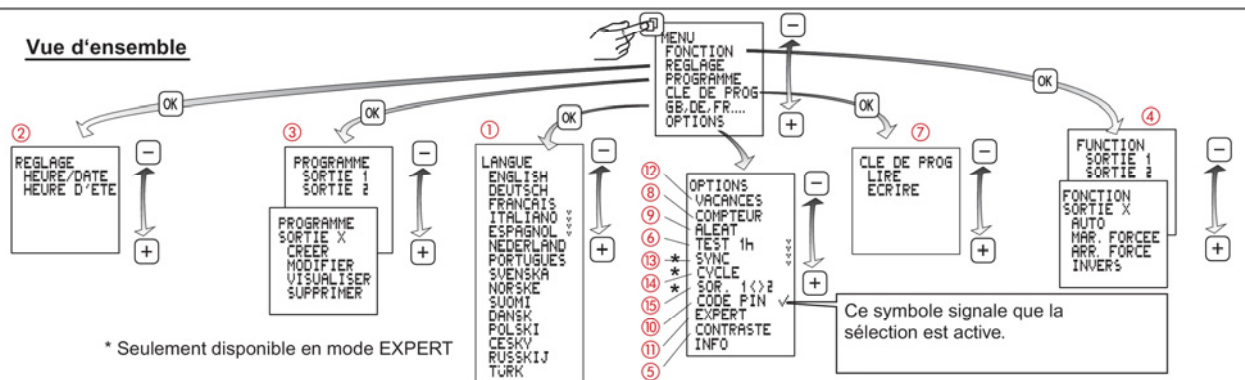 Vue d'ensemble
MENU
FONCTION
REGLAGE
PROGRAMME
CLE DE PROG
GB,DE,FR....
OPTIONS
−
+
OK
OK
OK
OK
OK
②
REGLAGE
HEURE/DATE
HEURE D'ETE
−
+
③
PROGRAMME
SORTIE 1
SORTIE 2
PROGRAMME
SORTIE X
CREER
MODIFIER
VISUALISER
SUPPRIMER
−
+
①
LANGUE
ENGLISH
DEUTSCH
FRANCAIS
ITALIANO
ESPAGNOL
NEDERLAND
PORTUGUES
SVENSKA
NORSKE
SUOMI
DANSK
POLSKI
CESKY
RUSSKIJ
TÜRK
−
+
OPTIONS
⑫ VACANCES
⑧ COMPTEUR
⑨ ALEAT
⑥ TEST 1h
⑬ * SYNC
⑭ * CYCLE
⑮ * SOR. 1<>2
⑩ CODE PIN ✓
⑪ EXPERT
⑤ CONTRASTE
INFO
−
+
⑦
CLE DE PROG
LIRE
ECRIRE
④
FUNCTION
SORTIE 1
SORTIE 2
FONCTION
SORTIE X
AUTO
MAR. FORCEE
ARR. FORCE
INVERS
−
+
Ce symbole signale que la
sélection est active.
* Seulement disponible en mode EXPERT